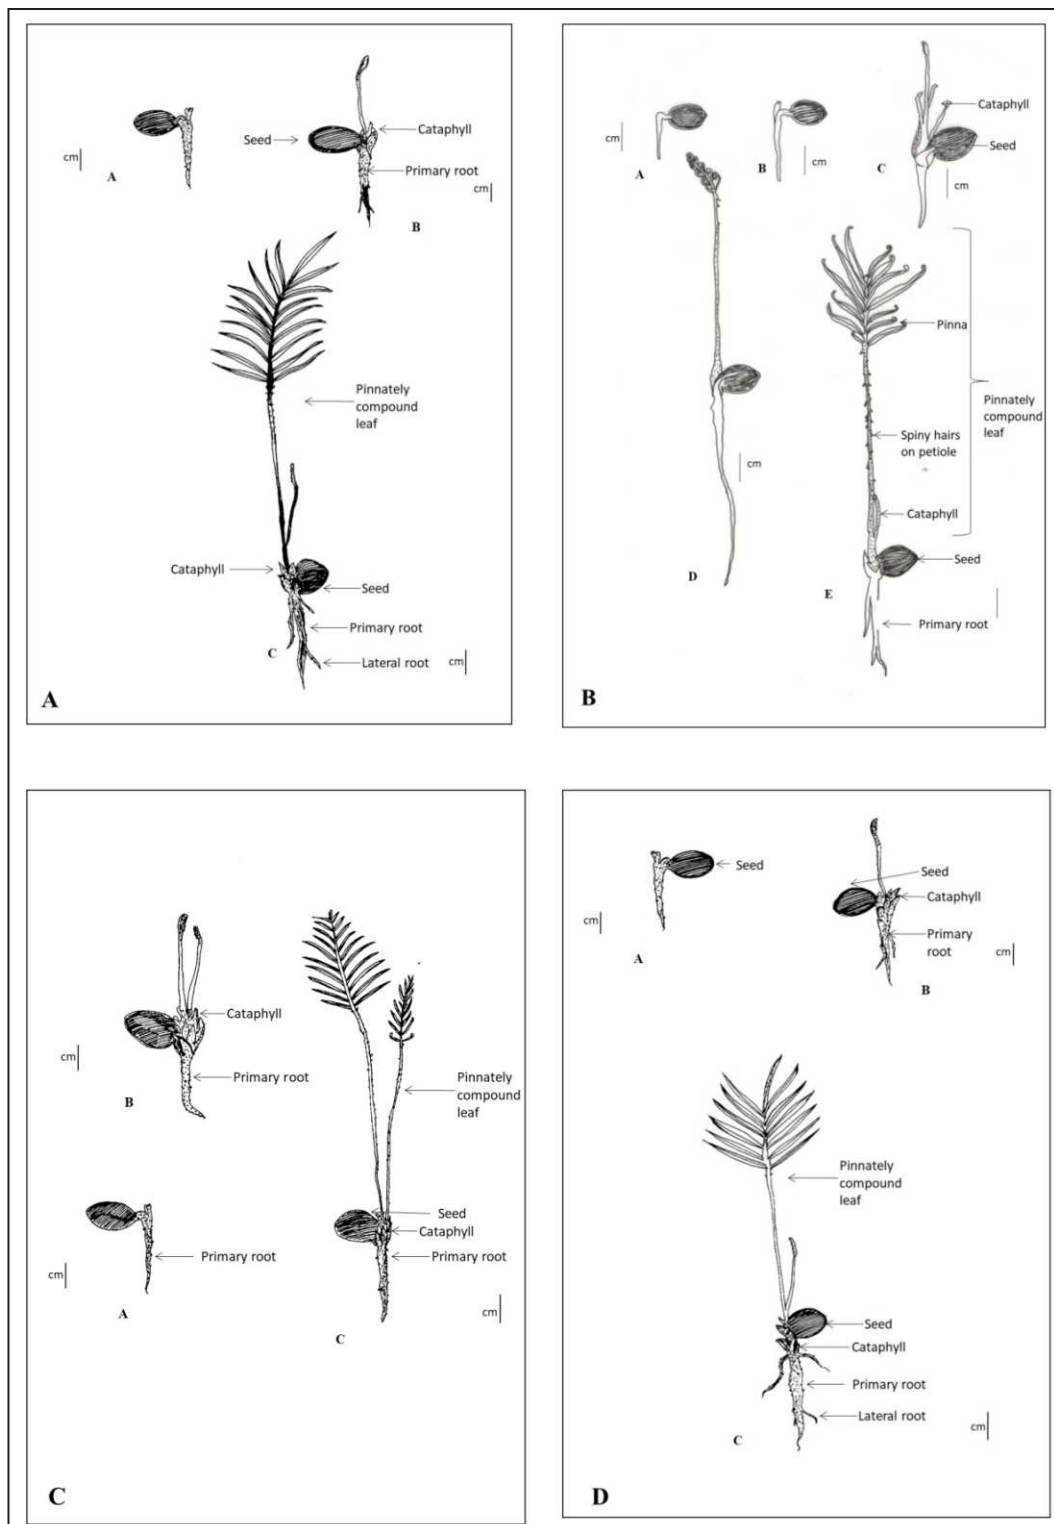 Seed
Cataphyll
Primary root
cm
cm
A
B
Pinnately
compound
leaf
Cataphyll
Seed
Primary root
Lateral root
C
cm
A
Cataphyll
Seed
cm
A
B
cm
C
cm
Pinna
Pinnately
compound
leaf
Spiny hairs
on petiole
cm
Cataphyll
Seed
D
E
Primary root
B
Cataphyll
cm
Primary root
B
Pinnately
compound
leaf
Seed
Cataphyll
Primary root
Primary root
cm
A
cm
C
C
Seed
cm
A
Seed
Cataphyll
Primary
root
cm
B
Pinnately
compound
leaf
Seed
Cataphyll
Primary root
Lateral root
cm
C
D